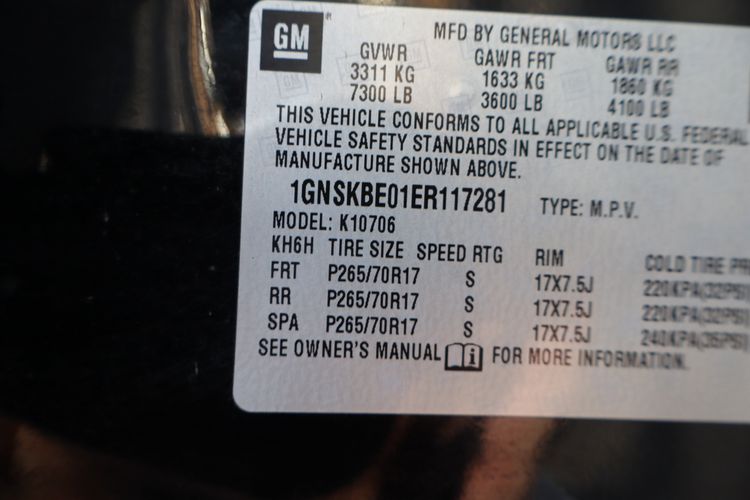 GM
MFD BY GENERAL MOTORS LLC
GVWR GAWR FRT GAWR RR
3311 KG 1633 KG 1860 KG
7300 LB 3600 LB 4100 LB
THIS VEHICLE CONFORMS TO ALL APPLICABLE U.S. FEDERAL
VEHICLE SAFETY STANDARDS IN EFFECT ON THE DATE OF
MANUFACTURE SHOWN ABOVE.
1GNSKBE01ER117281 TYPE: M.P.V.
MODEL: K10706
KH6H TIRE SIZE SPEED RTG RIM COLD TIRE PR
FRT P265/70R17 S 17X7.5J 220KPA(32PSI)
RR P265/70R17 S 17X7.5J 220KPA(32PSI)
SPA P265/70R17 S 17X7.5J 240KPA(35PSI)
SEE OWNER'S MANUAL FOR MORE INFORMATION.